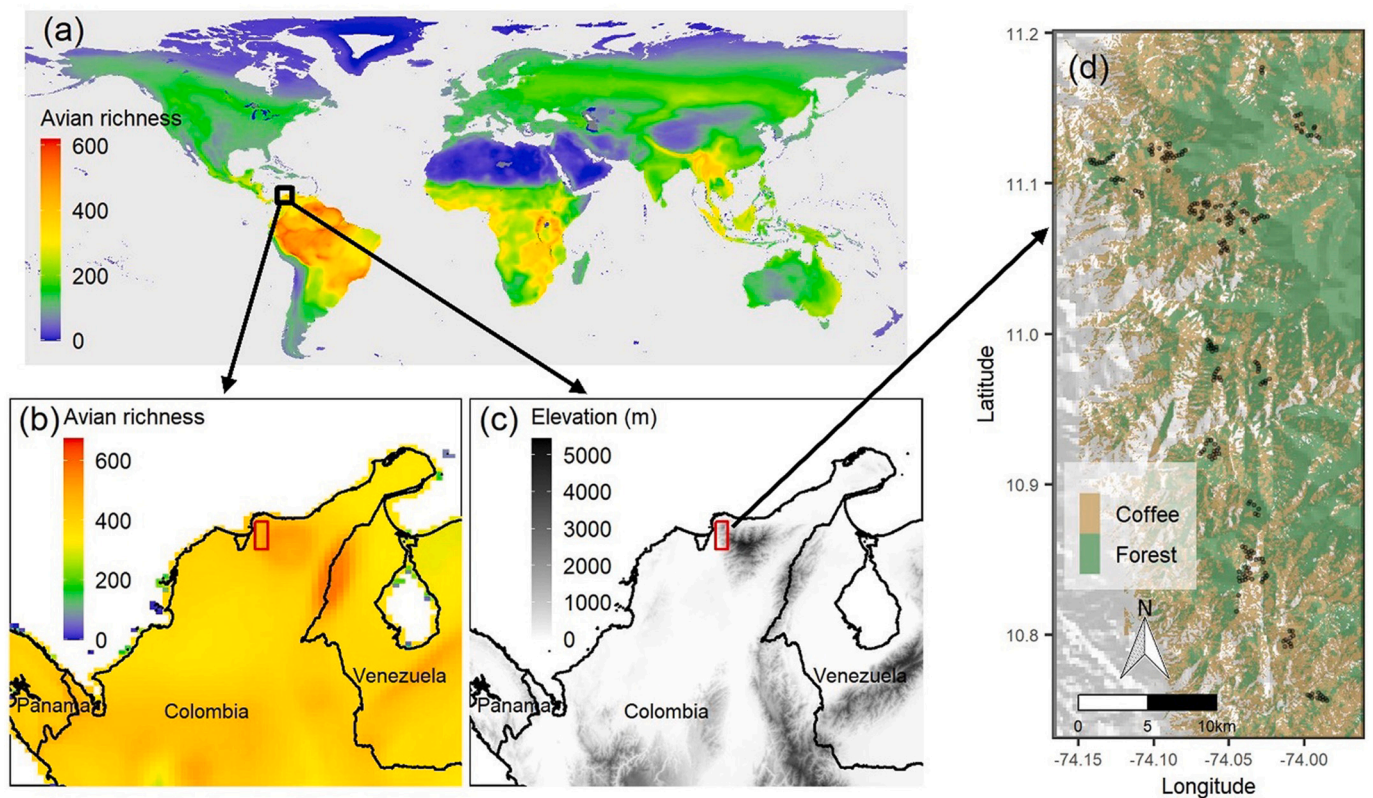 (a)
Avian richness
600
400
200
0
(b) Avian richness
600
400
200
0
Panama
Colombia
Venezuela
(c) Elevation (m)
5000
4000
3000
2000
1000
0
Panama
Colombia
Venezuela
(d)
11.2
11.1
11.0
10.9
10.8
Latitude
Coffee
Forest
N
0 5 10km
-74.15 -74.10 -74.05 -74.00
Longitude